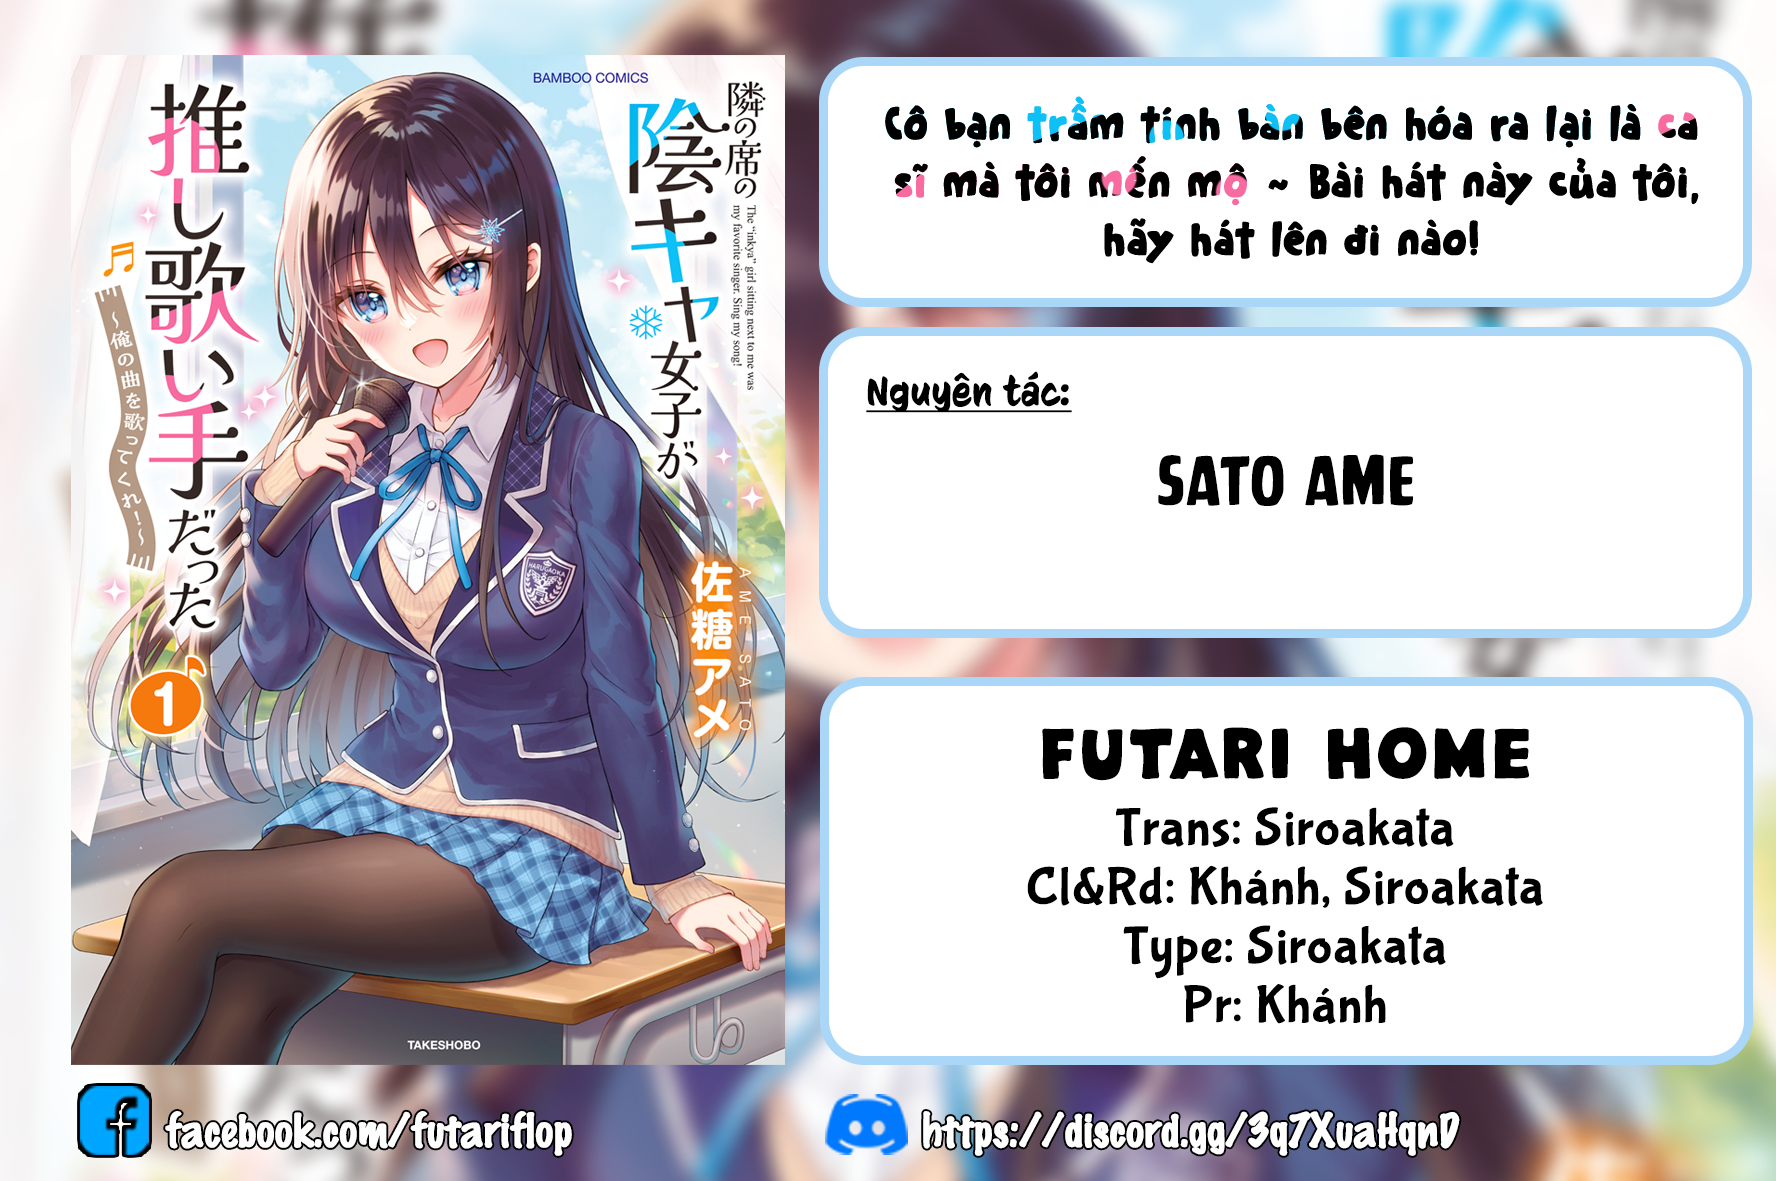 BAMBOO COMICS
隣の席の
陰キャ女子が
推し歌い手だった
～俺の曲を歌ってくれ！～
The "inkya" girl sitting next to me was
my favorite singer. Sing my song!
1
佐糖アメ
AME SATO
HARUGAOKA
TAKESHOBO
Cô bạn trầm tính bàn bên hóa ra lại là ca
sĩ mà tôi mến mộ ~ Bài hát này của tôi,
hãy hát lên đi nào!
Nguyên tác:
SATO AME
FUTARI HOME
Trans: Siroakata
Cl&Rd: Khánh, Siroakata
Type: Siroakata
Pr: Khánh
facebook.com/futariflop
https://discord.gg/3q7XuaHqnD